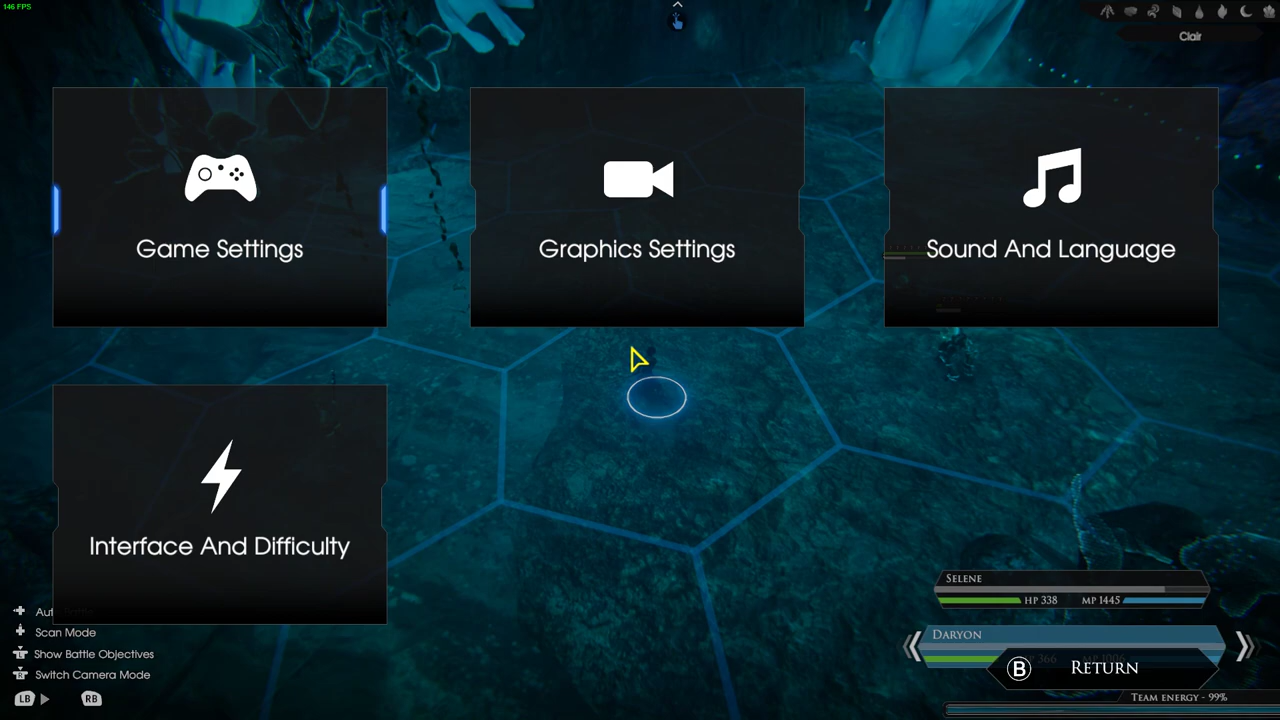 146 FPS
Clair
Game Settings
Graphics Settings
Sound And Language
Interface And Difficulty
Scan Mode
Show Battle Objectives
Switch Camera Mode
LB
RB
SELENE
HP 338 MP 1445
DARYON
B RETURN
TEAM ENERGY - 99%